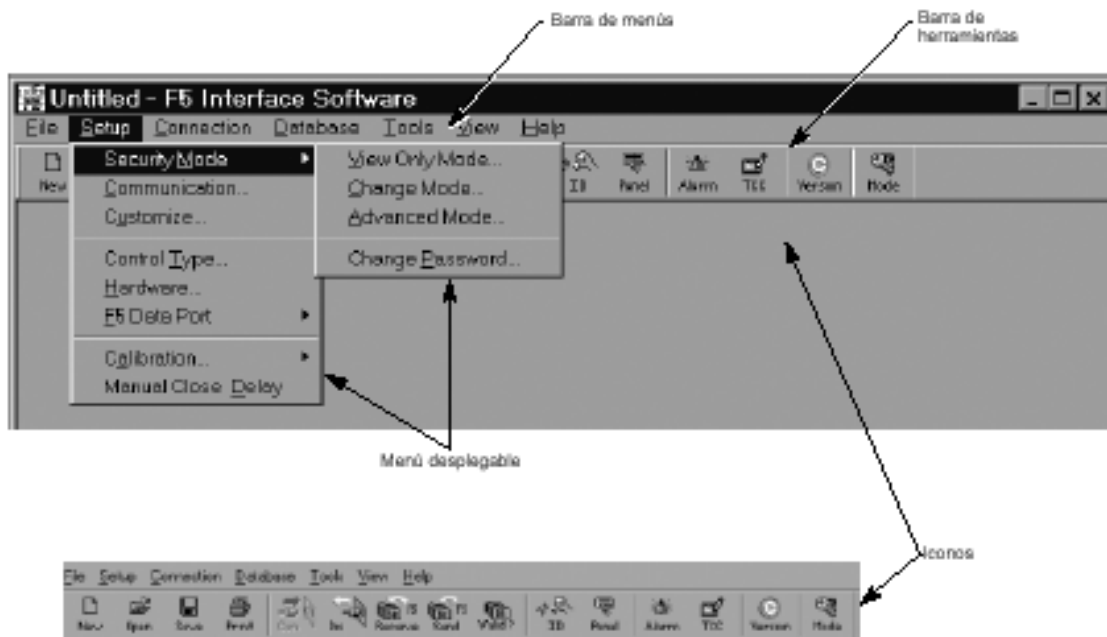 Barra de menús
Barra de
herramientas
Untitled - F5 Interface Software
File Setup Connection Database Tools View Help
New ID Panel Alarm TCC Version Mode
Security Mode
Communication...
Customize...
Control Type...
Hardware...
F5 Data Port
Calibration...
Manual Close Delay
View Only Mode...
Change Mode...
Advanced Mode...
Change Password...
Menú desplegable
Iconos
File Setup Connection Database Tools View Help
New Open Save Print Remove Send ID Panel Alarm TCC Version Mode